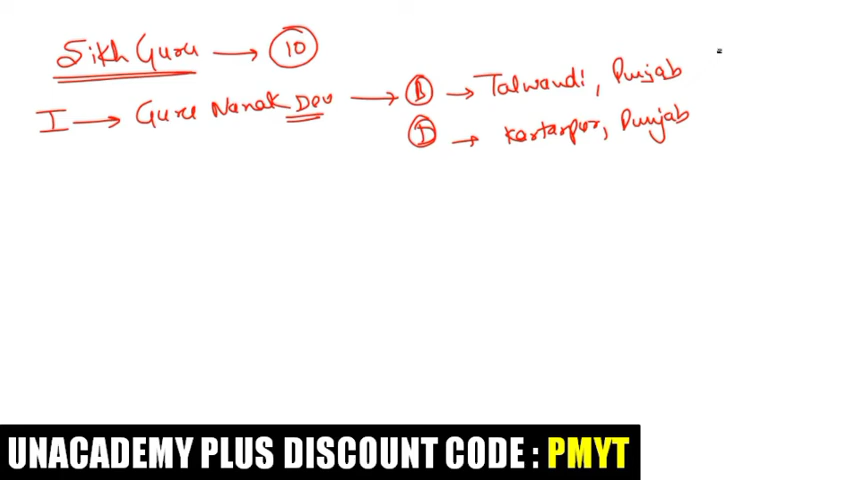 Sikh Guru → 10
I → Guru Nanak Dev → B → Talwandi, Punjab
D → Kartarpur, Punjab
UNACADEMY PLUS DISCOUNT CODE : PMYT